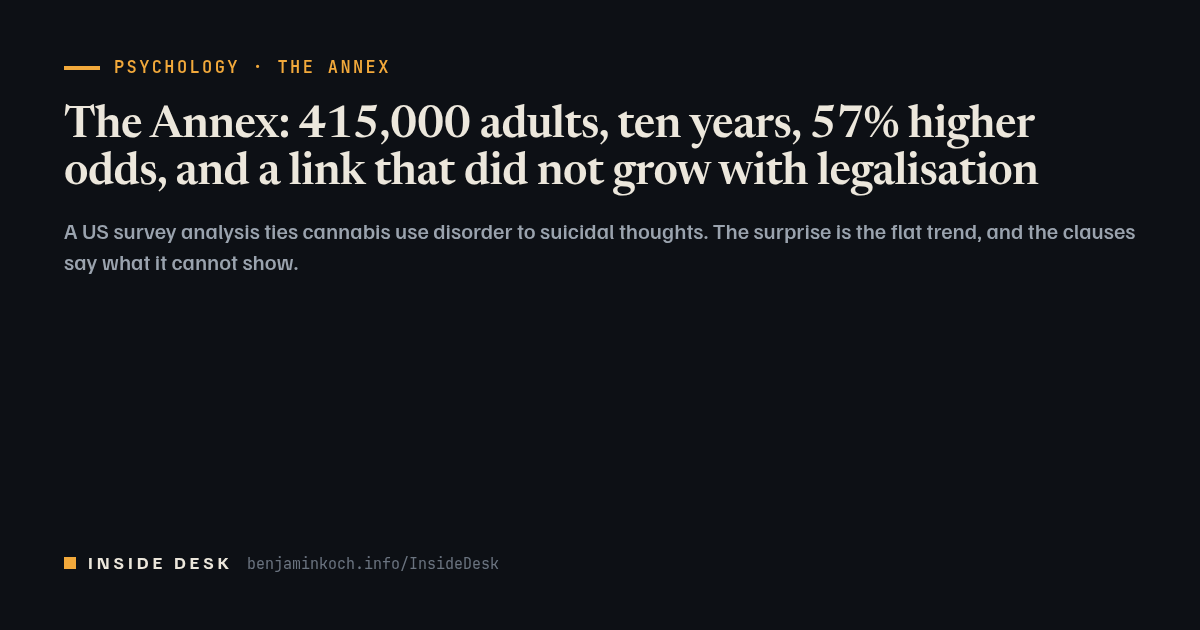 PSYCHOLOGY · THE ANNEX
The Annex: 415,000 adults, ten years, 57% higher
odds, and a link that did not grow with legalisation
A US survey analysis ties cannabis use disorder to suicidal thoughts. The surprise is the flat trend, and the clauses
say what it cannot show.
INSIDE DESK benjaminkoch.info/InsideDesk